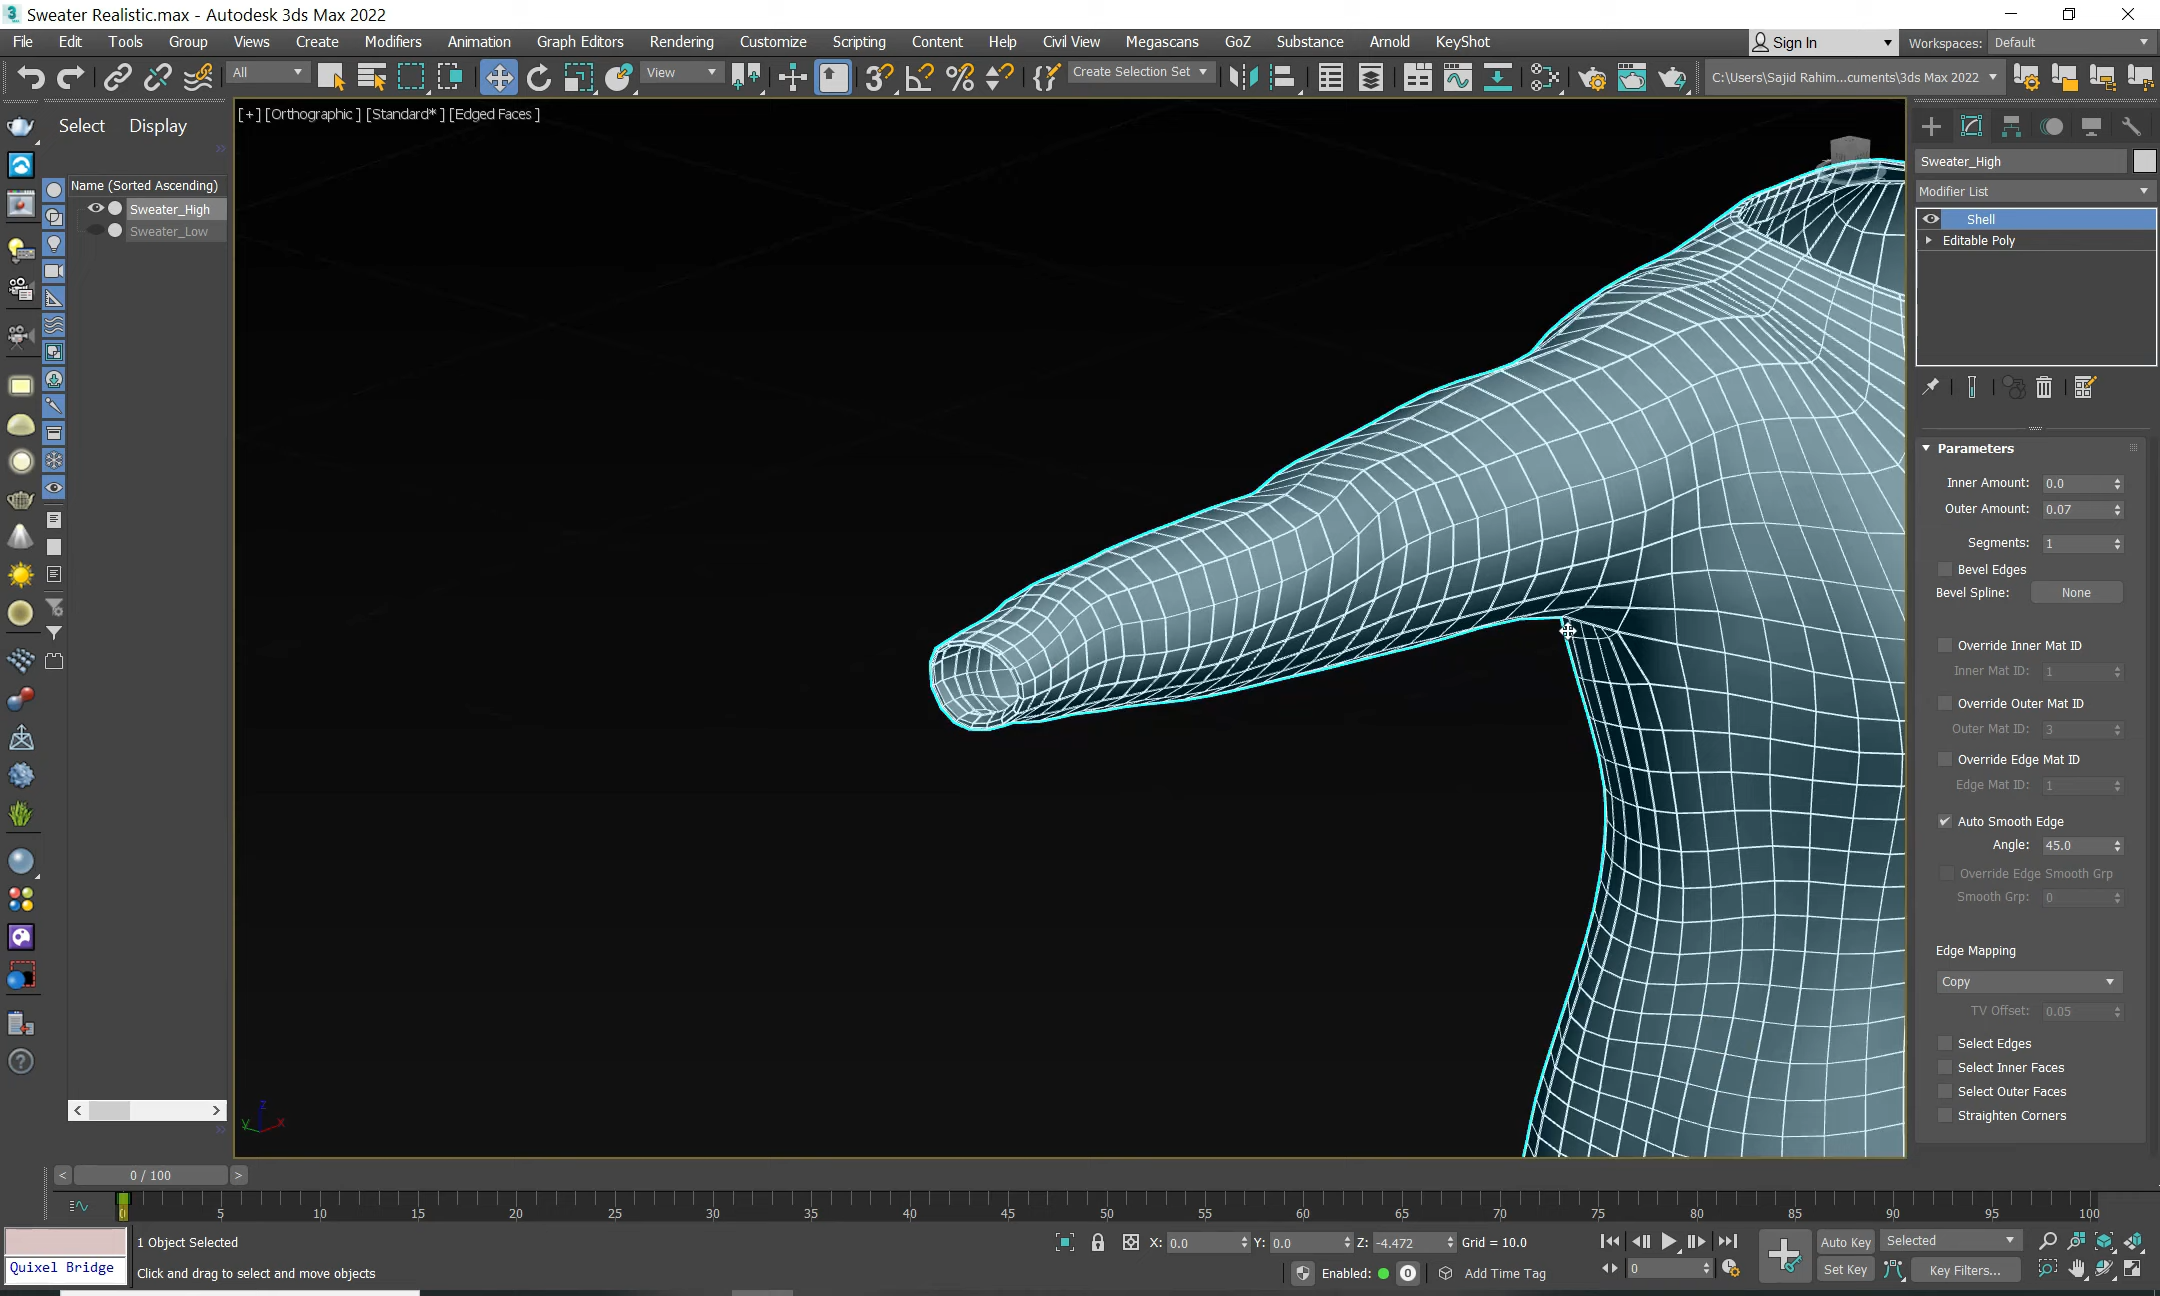 Sweater Realistic.max - Autodesk 3ds Max 2022
File Edit Tools Group Views Create Modifiers Animation Graph Editors Rendering Customize Scripting Content Help Civil View Megascans GoZ Substance Arnold KeyShot
Sign In
Workspaces: Default
All
View
Create Selection Set
C:\Users\Sajid Rahim...cuments\3ds Max 2022
[+] [Orthographic ] [Standard* ] [Edged Faces ]
Select Display
Name (Sorted Ascending)
Sweater_High
Sweater_Low
Sweater_High
Modifier List
Shell
Editable Poly
Parameters
Inner Amount: 0.0
Outer Amount: 0.07
Segments: 1
Bevel Edges
Bevel Spline: None
Override Inner Mat ID
Inner Mat ID: 1
Override Outer Mat ID
Outer Mat ID: 3
Override Edge Mat ID
Edge Mat ID: 1
Auto Smooth Edge
Angle: 45.0
Override Edge Smooth Grp
Smooth Grp: 0
Edge Mapping
Copy
TV Offset: 0.05
Select Edges
Select Inner Faces
Select Outer Faces
Straighten Corners
z
y x
< 0 / 100 >
0 5 10 15 20 25 30 35 40 45 50 55 60 65 70 75 80 85 90 95 100
1 Object Selected
X: 0.0 Y: 0.0 Z: -4.472 Grid = 10.0
Auto Key Selected
Quixel Bridge
Click and drag to select and move objects
Enabled: 0 Add Time Tag
0
Set Key Key Filters...